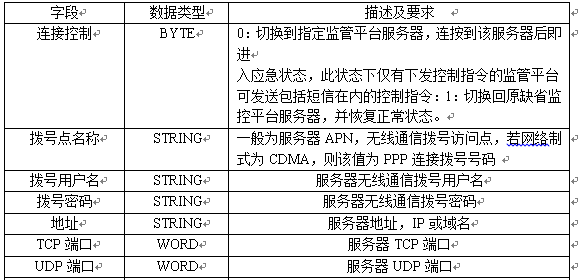 字段 数据类型 描述及要求
连接控制 BYTE 0：切换到指定监管平台服务器，连接到该服务器后即进
入应急状态，此状态下仅有下发控制指令的监管平台
可发送包括短信在内的控制指令：1：切换回原缺省监
控平台服务器，并恢复正常状态。
拨号点名称 STRING 一般为服务器 APN，无线通信拨号访问点，若网络制
式为 CDMA，则该值为 PPP 连接拨号号码
拨号用户名 STRING 服务器无线通信拨号用户名
拨号密码 STRING 服务器无线通信拨号密码
地址 STRING 服务器地址，IP 或域名
TCP 端口 WORD 服务器 TCP 端口
UDP 端口 WORD 服务器 UDP 端口